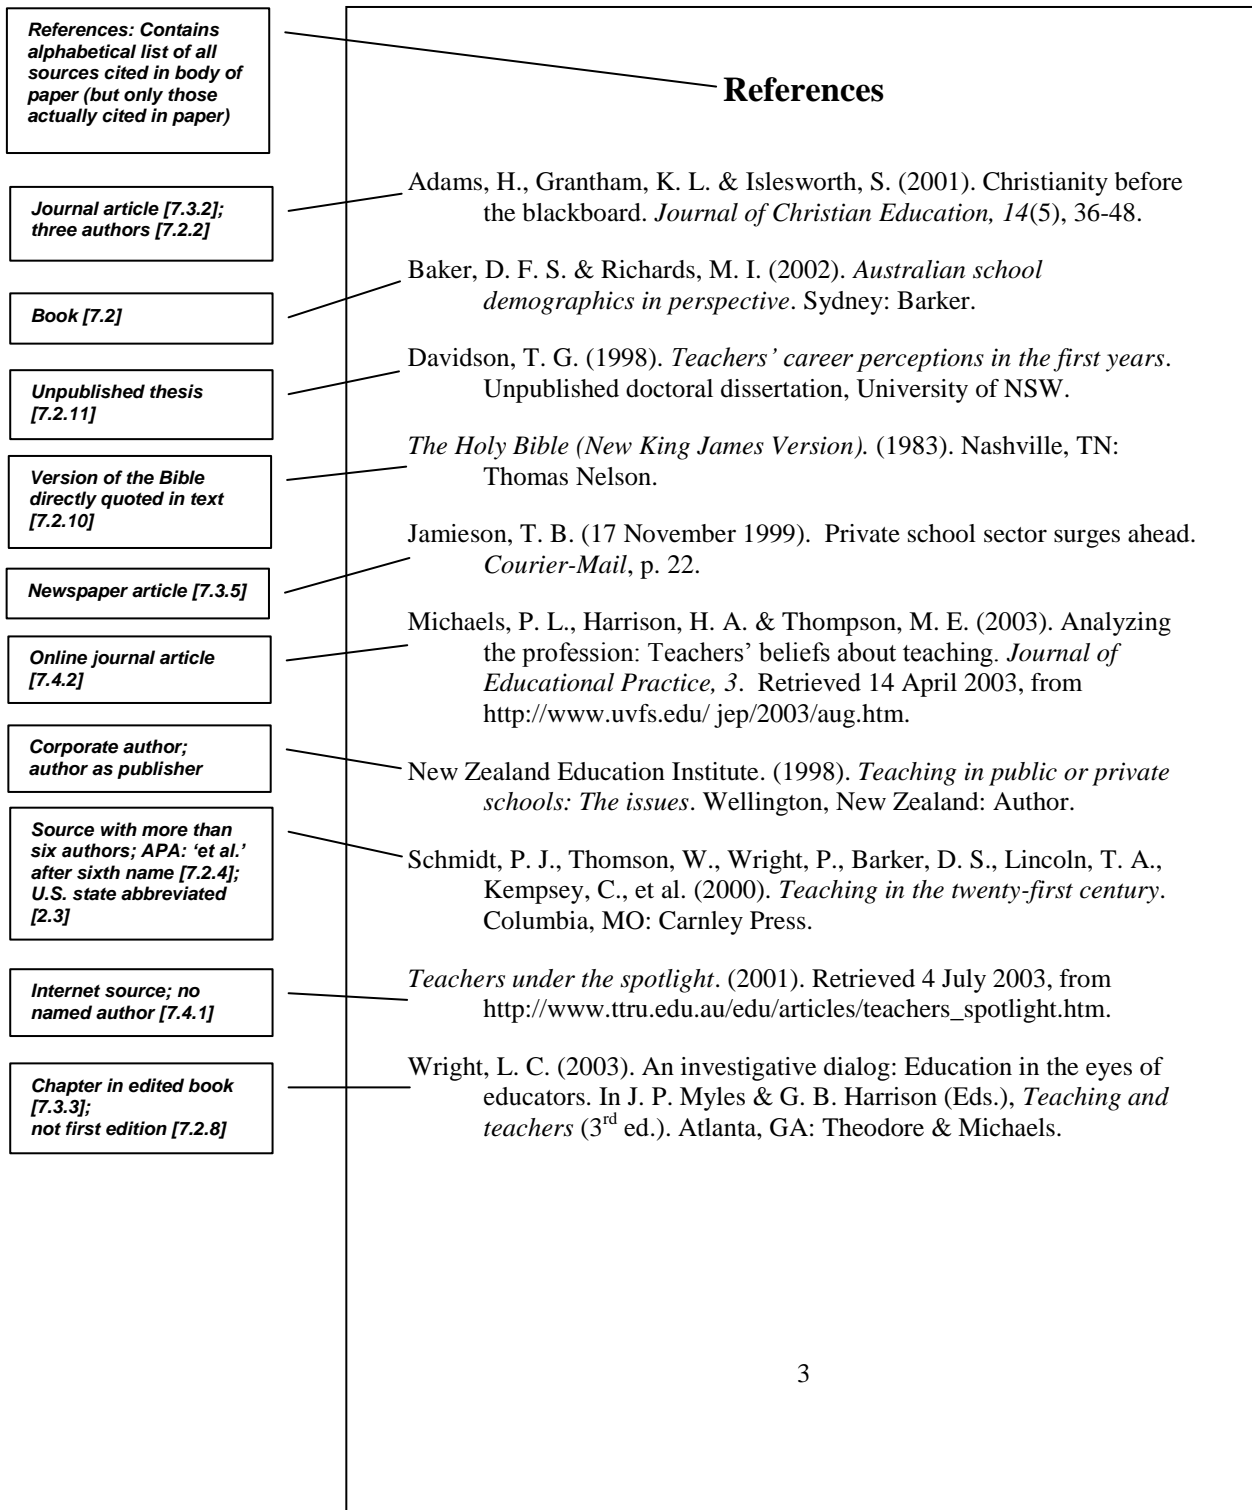 References: Contains
alphabetical list of all
sources cited in body of
paper (but only those
actually cited in paper)
References
Journal article [7.3.2];
three authors [7.2.2]
Adams, H., Grantham, K. L. & Islesworth, S. (2001). Christianity before
the blackboard. Journal of Christian Education, 14(5), 36-48.
Book [7.2]
Baker, D. F. S. & Richards, M. I. (2002). Australian school
demographics in perspective. Sydney: Barker.
Unpublished thesis
[7.2.11]
Davidson, T. G. (1998). Teachers’ career perceptions in the first years.
Unpublished doctoral dissertation, University of NSW.
Version of the Bible
directly quoted in text
[7.2.10]
The Holy Bible (New King James Version). (1983). Nashville, TN:
Thomas Nelson.
Newspaper article [7.3.5]
Jamieson, T. B. (17 November 1999).  Private school sector surges ahead.
Courier-Mail, p. 22.
Online journal article
[7.4.2]
Michaels, P. L., Harrison, H. A. & Thompson, M. E. (2003). Analyzing
the profession: Teachers’ beliefs about teaching. Journal of
Educational Practice, 3.  Retrieved 14 April 2003, from
http://www.uvfs.edu/ jep/2003/aug.htm.
Corporate author;
author as publisher
New Zealand Education Institute. (1998). Teaching in public or private
schools: The issues. Wellington, New Zealand: Author.
Source with more than
six authors; APA: ‘et al.’
after sixth name [7.2.4];
U.S. state abbreviated
[2.3]
Schmidt, P. J., Thomson, W., Wright, P., Barker, D. S., Lincoln, T. A.,
Kempsey, C., et al. (2000). Teaching in the twenty-first century.
Columbia, MO: Carnley Press.
Internet source; no
named author [7.4.1]
Teachers under the spotlight. (2001). Retrieved 4 July 2003, from
http://www.ttru.edu.au/edu/articles/teachers_spotlight.htm.
Chapter in edited book
[7.3.3];
not first edition [7.2.8]
Wright, L. C. (2003). An investigative dialog: Education in the eyes of
educators. In J. P. Myles & G. B. Harrison (Eds.), Teaching and
teachers (3rd ed.). Atlanta, GA: Theodore & Michaels.
3